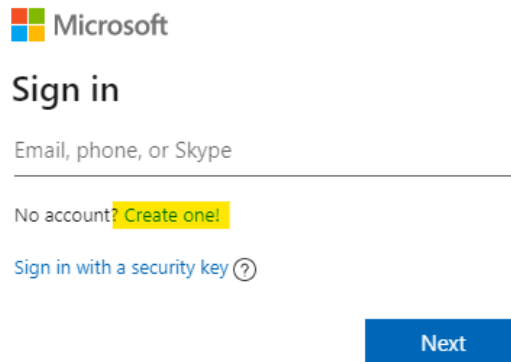 Microsoft
Sign in
Email, phone, or Skype
No account? Create one!
Sign in with a security key
Next